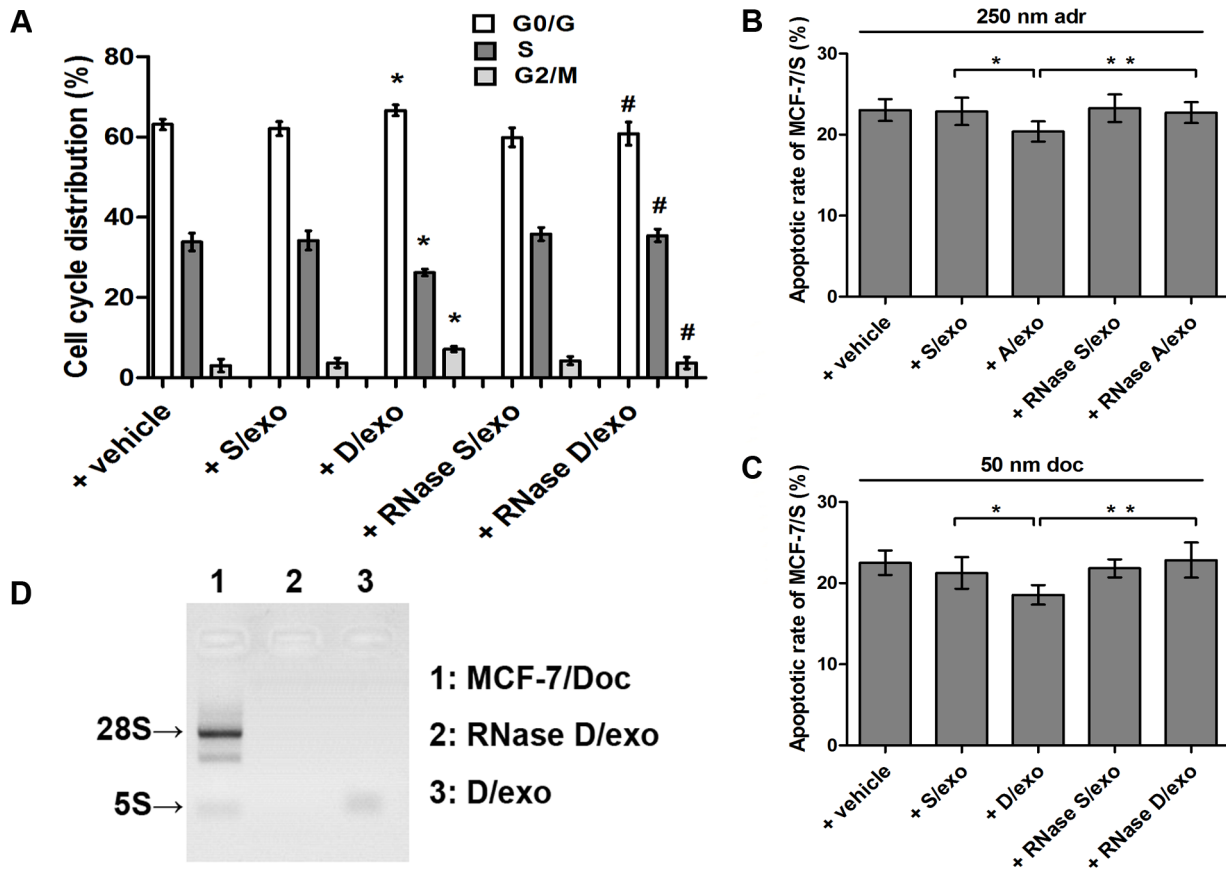 A
G0/G
S
G2/M
Cell cycle distribution (%)
80
60
40
20
0
*
*
*
#
#
#
+ vehicle
+ S/exo
+ D/exo
+ RNase S/exo
+ RNase D/exo
B
250 nm adr
Apoptotic rate of MCF-7/S (%)
30
20
10
0
*
* *
+ vehicle
+ S/exo
+ A/exo
+ RNase S/exo
+ RNase A/exo
C
50 nm doc
Apoptotic rate of MCF-7/S (%)
30
20
10
0
*
* *
+ vehicle
+ S/exo
+ D/exo
+ RNase S/exo
+ RNase D/exo
D
1 2 3
28S→
5S→
1: MCF-7/Doc
2: RNase D/exo
3: D/exo